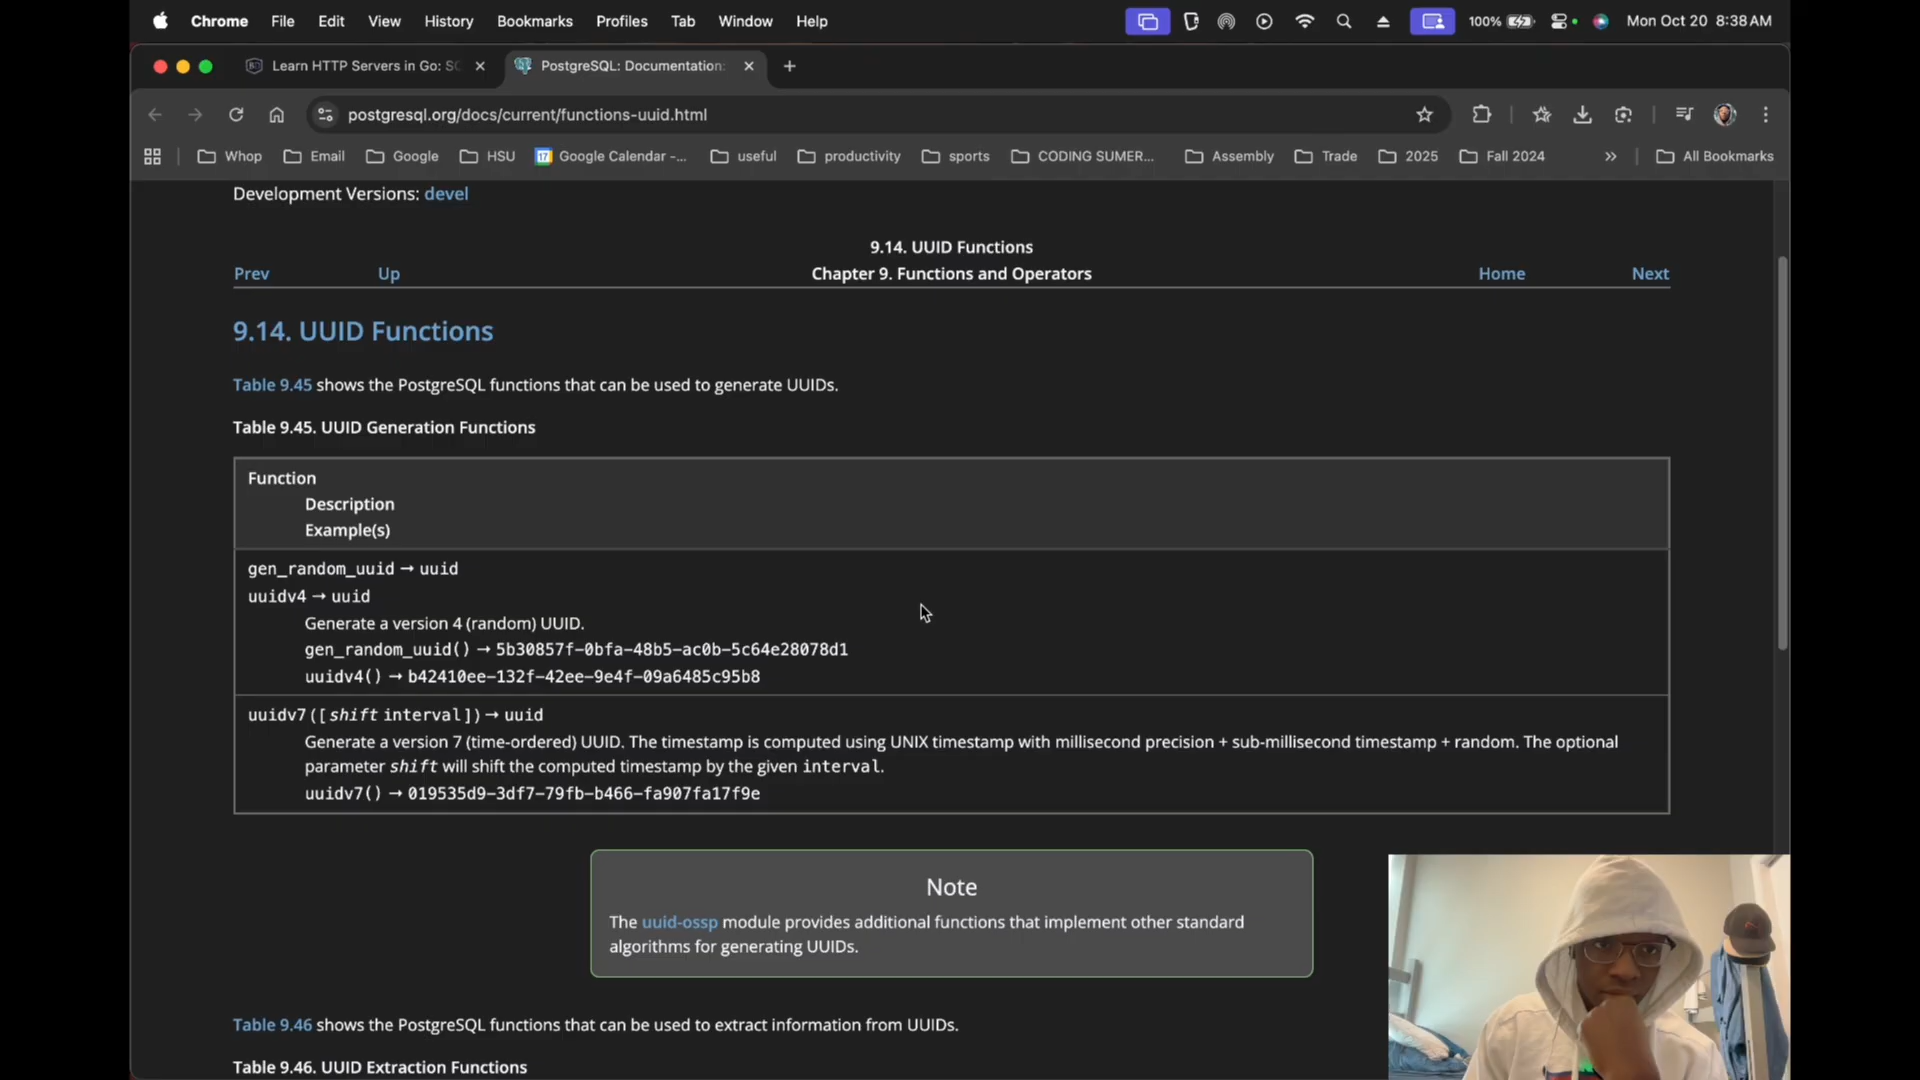 Chrome File Edit View History Bookmarks Profiles Tab Window Help 100% Mon Oct 20 8:38 AM
Learn HTTP Servers in Go: SQ PostgreSQL: Documentation:
postgresql.org/docs/current/functions-uuid.html
Whop Email Google HSU 17 Google Calendar -... useful productivity sports CODING SUMER... Assembly Trade 2025 Fall 2024 » All Bookmarks
Development Versions: devel
9.14. UUID Functions
Prev Up Chapter 9. Functions and Operators Home Next
9.14. UUID Functions
Table 9.45 shows the PostgreSQL functions that can be used to generate UUIDs.
Table 9.45. UUID Generation Functions
Function
Description
Example(s)
gen_random_uuid → uuid
uuidv4 → uuid
Generate a version 4 (random) UUID.
gen_random_uuid() → 5b30857f-0bfa-48b5-ac0b-5c64e28078d1
uuidv4() → b42410ee-132f-42ee-9e4f-09a6485c95b8
uuidv7 ([ shift interval ]) → uuid
Generate a version 7 (time-ordered) UUID. The timestamp is computed using UNIX timestamp with millisecond precision + sub-millisecond timestamp + random. The optional
parameter shift will shift the computed timestamp by the given interval.
uuidv7() → 019535d9-3df7-79fb-b466-fa907fa17f9e
Note
The uuid-ossp module provides additional functions that implement other standard
algorithms for generating UUIDs.
Table 9.46 shows the PostgreSQL functions that can be used to extract information from UUIDs.
Table 9.46. UUID Extraction Functions